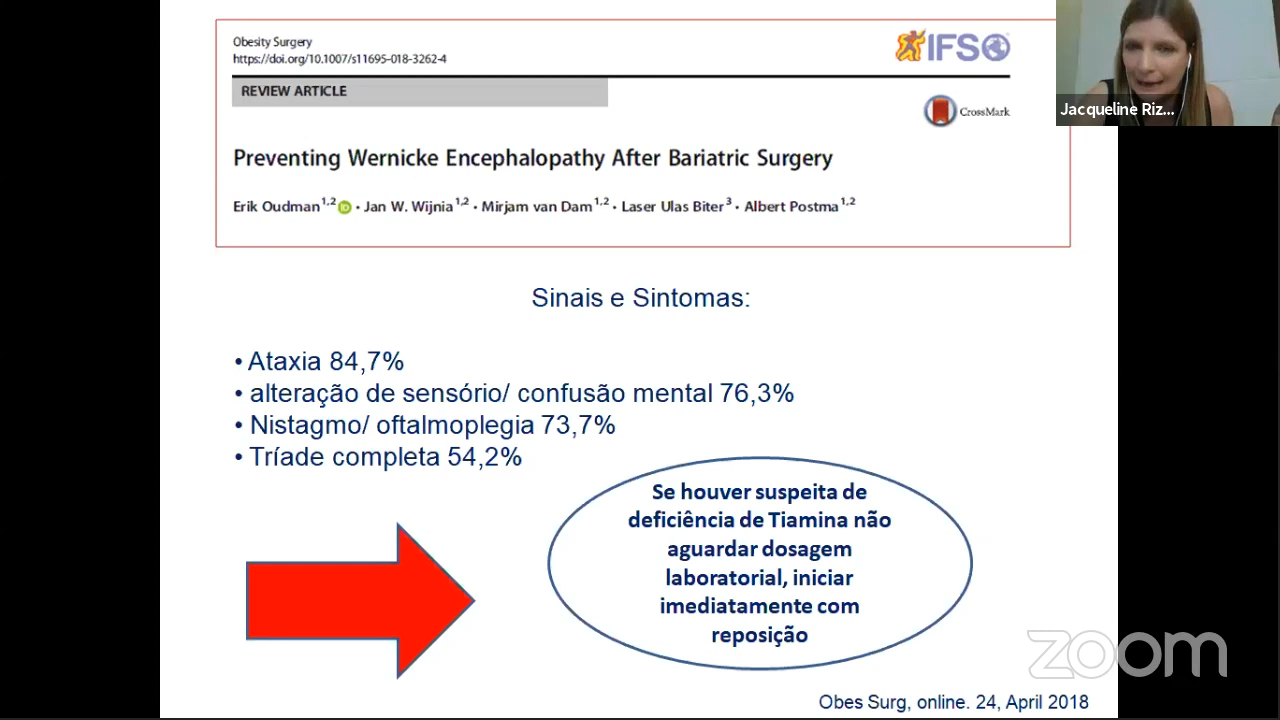 Obesity Surgery
https://doi.org/10.1007/s11695-018-3262-4
IFSO
REVIEW ARTICLE
CrossMark
Jacqueline Riz...
Preventing Wernicke Encephalopathy After Bariatric Surgery
Erik Oudman1,2 iD • Jan W. Wijnia1,2 • Mirjam van Dam1,2 • Laser Ulas Biter3 • Albert Postma1,2
Sinais e Sintomas:
• Ataxia 84,7%
• alteração de sensório/ confusão mental 76,3%
• Nistagmo/ oftalmoplegia 73,7%
• Tríade completa 54,2%
Se houver suspeita de
deficiência de Tiamina não
aguardar dosagem
laboratorial, iniciar
imediatamente com
reposição
zoom
Obes Surg, online. 24, April 2018